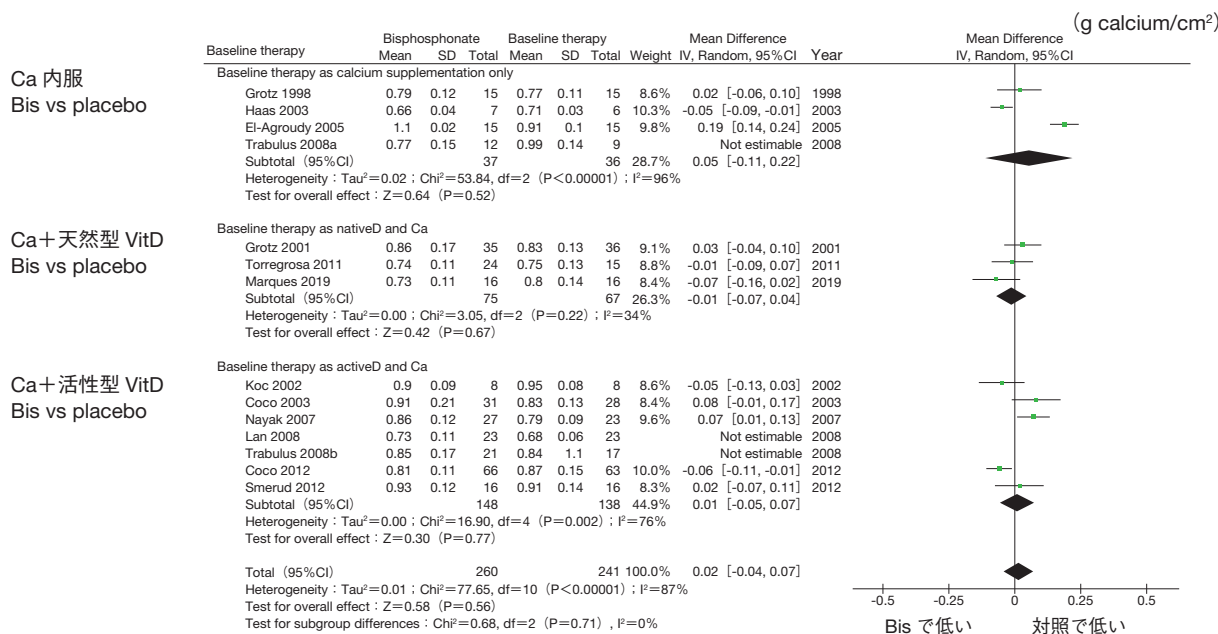 (g calcium/cm²)
Bisphosphonate Baseline therapy Mean Difference Mean Difference
Baseline therapy Mean SD Total Mean SD Total Weight IV, Random, 95%CI Year IV, Random, 95%CI
Ca 内服
Bis vs placebo
Baseline therapy as calcium supplementation only
Grotz 1998 0.79 0.12 15 0.77 0.11 15 8.6% 0.02 [-0.06, 0.10] 1998
Haas 2003 0.66 0.04 7 0.71 0.03 6 10.3% -0.05 [-0.09, -0.01] 2003
El-Agroudy 2005 1.1 0.02 15 0.91 0.1 15 9.8% 0.19 [0.14, 0.24] 2005
Trabulus 2008a 0.77 0.15 12 0.99 0.14 9 Not estimable 2008
Subtotal (95%CI) 37 36 28.7% 0.05 [-0.11, 0.22]
Heterogeneity：Tau²=0.02；Chi²=53.84, df=2 (P<0.00001)；I²=96%
Test for overall effect：Z=0.64 (P=0.52)
Ca＋天然型 VitD
Bis vs placebo
Baseline therapy as nativeD and Ca
Grotz 2001 0.86 0.17 35 0.83 0.13 36 9.1% 0.03 [-0.04, 0.10] 2001
Torregrosa 2011 0.74 0.11 24 0.75 0.13 15 8.8% -0.01 [-0.09, 0.07] 2011
Marques 2019 0.73 0.11 16 0.8 0.14 16 8.4% -0.07 [-0.16, 0.02] 2019
Subtotal (95%CI) 75 67 26.3% -0.01 [-0.07, 0.04]
Heterogeneity：Tau²=0.00；Chi²=3.05, df=2 (P=0.22)；I²=34%
Test for overall effect：Z=0.42 (P=0.67)
Ca＋活性型 VitD
Bis vs placebo
Baseline therapy as activeD and Ca
Koc 2002 0.9 0.09 8 0.95 0.08 8 8.6% -0.05 [-0.13, 0.03] 2002
Coco 2003 0.91 0.21 31 0.83 0.13 28 8.4% 0.08 [-0.01, 0.17] 2003
Nayak 2007 0.86 0.12 27 0.79 0.09 23 9.6% 0.07 [0.01, 0.13] 2007
Lan 2008 0.73 0.11 23 0.68 0.06 23 Not estimable 2008
Trabulus 2008b 0.85 0.17 21 0.84 1.1 17 Not estimable 2008
Coco 2012 0.81 0.11 66 0.87 0.15 63 10.0% -0.06 [-0.11, -0.01] 2012
Smerud 2012 0.93 0.12 16 0.91 0.14 16 8.3% 0.02 [-0.07, 0.11] 2012
Subtotal (95%CI) 148 138 44.9% 0.01 [-0.05, 0.07]
Heterogeneity：Tau²=0.00；Chi²=16.90, df=4 (P=0.002)；I²=76%
Test for overall effect：Z=0.30 (P=0.77)
Total (95%CI) 260 241 100.0% 0.02 [-0.04, 0.07]
Heterogeneity：Tau²=0.01；Chi²=77.65, df=10 (P<0.00001)；I²=87%
Test for overall effect：Z=0.58 (P=0.56)
Test for subgroup differences：Chi²=0.68, df=2 (P=0.71), I²=0%
-0.5 -0.25 0 0.25 0.5
Bis で低い 対照で低い